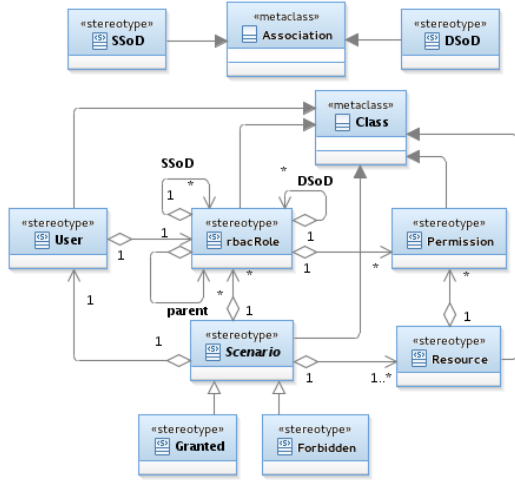 «stereotype»
SSoD
«metaclass»
Association
«stereotype»
DSoD
«metaclass»
Class
SSoD
*
1
*
DSoD
1
«stereotype»
User
1
1
«stereotype»
rbacRole
1
*
«stereotype»
Permission
parent
*
*
1
*
1
1
1
«stereotype»
Scenario
1
1..*
«stereotype»
Resource
«stereotype»
Granted
«stereotype»
Forbidden